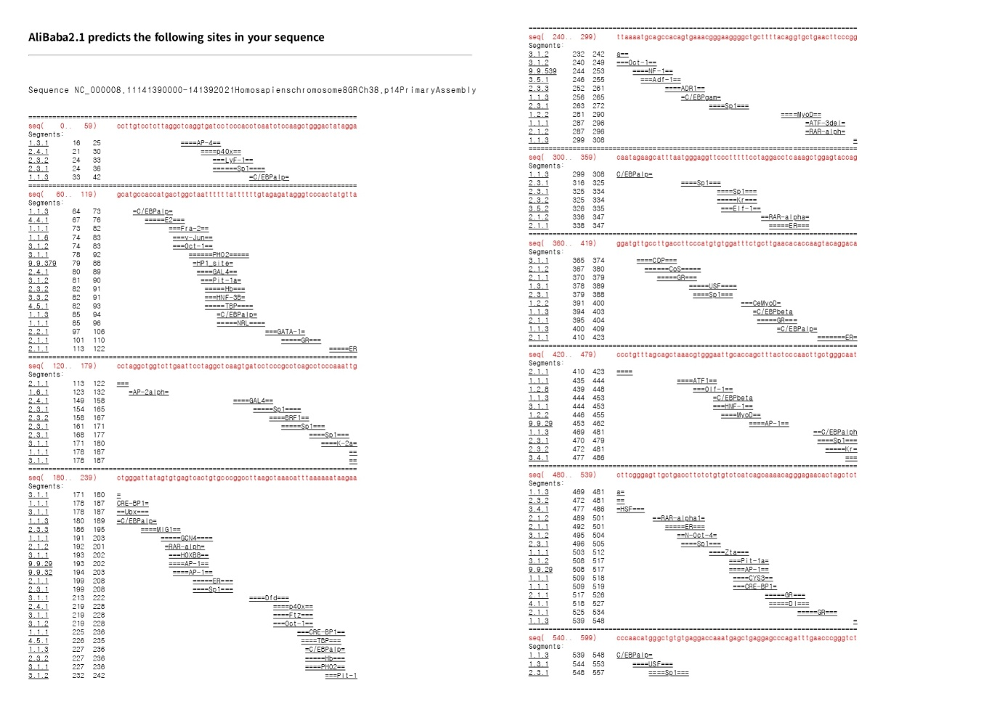 AliBaba2.1 predicts the following sites in your sequence
Sequence NC_000008.11141390000-141392021Homosapienschromosome8GRCh38.p14PrimaryAssembly
=====================================================================================
seq( 0.. 59) ccttgtcctcttaggctcaggtgatcctcccacctcaatctccaagctgggactatagga
Segments:
1.3.1 16 25 ====AP-4==
2.4.1 21 30 ====p40x==
2.3.2 24 33 ===LyF-1==
2.3.1 24 36 ======Sp1====
1.1.3 33 42 =C/EBPalp=
=====================================================================================
seq( 60.. 119) gcatgccaccatgactggctaattttttattttttgtagagatagggtcccactatgtta
Segments:
1.1.3 64 73 =C/EBPalp=
4.4.1 67 76 =====E2===
1.1.1 73 82 ===Fra-2==
1.1.6 74 83 ===v-Jun==
3.1.2 74 83 ===Oct-1==
3.1.1 78 92 ======PHO2=====
9.9.379 79 88 =HP1_site=
2.4.1 80 89 ====GAL4==
3.1.2 81 90 ===Pit-1a=
2.3.2 82 91 =====Hb===
3.3.2 82 91 ===HNF-3B=
4.5.1 82 93 =====TBP====
1.1.3 85 94 =C/EBPalp=
1.1.1 85 96 =====NRL====
2.2.1 97 106 ===GATA-1=
2.1.1 101 110 =====GR===
2.1.1 113 122 =====ER
=====================================================================================
seq( 120.. 179) cctaggctggtcttgaattcctaggctcaagtgatcctcccgcctcagcctcccaaattg
Segments:
2.1.1 113 122 ===
1.6.1 123 132 =AP-2alph=
2.4.1 149 158 ====GAL4==
2.3.1 154 165 =====Sp1====
2.3.2 158 167 ====BRF1==
2.3.1 161 171 =====Sp1===
2.3.1 168 177 ====Sp1===
3.1.1 171 180 ====K-2a=
1.1.1 178 187 ==
3.1.1 178 187 ==
=====================================================================================
seq( 180.. 239) ctgggattatagtgtgagtcactgtgcccggccttaagctaaacatttaaaaaataagaa
Segments:
3.1.1 171 180 =
1.1.1 178 187 CRE-BP1=
3.1.1 178 187 ==Ubx===
1.1.3 180 189 =C/EBPalp=
2.3.3 186 195 ====MIG1==
1.1.1 191 203 =====GCN4====
2.1.2 192 201 =RAR-alph=
3.1.1 193 202 ===HOXB8==
9.9.29 193 202 ====AP-1==
9.9.32 194 203 ====AP-1==
2.1.1 199 208 =====ER===
2.3.1 199 208 ====Sp1===
3.1.1 213 222 ====Dfd===
2.4.1 219 228 ====p40x==
3.1.1 219 228 ====Ftz===
3.1.2 219 228 ===Oct-1==
1.1.1 225 236 ===CRE-BP1==
4.5.1 226 235 ====TBP===
1.1.3 227 236 =C/EBPalp=
2.3.2 227 236 =====Hb===
3.1.1 227 236 ====PHO2==
3.1.2 232 242 ===Pit-1
=====================================================================================
seq( 240.. 299) ttaaaatgcagccacagtgaaacgggaaggggctgcttttacaggtgctgaacttcccgg
Segments:
3.1.2 232 242 a==
3.1.2 240 249 ===Oct-1==
9.9.539 244 253 ====NF-1==
3.5.1 246 255 ===Adf-1==
2.3.3 252 261 ====ADR1==
1.1.3 256 265 =C/EBPgam=
2.3.1 263 272 ====Sp1===
1.2.2 281 290 ====MyoD==
1.1.1 287 296 =ATF-3del=
2.1.2 287 296 =RAR-alph=
1.1.3 299 308 =
=====================================================================================
seq( 300.. 359) caatagaagcatttaatgggaggttccctttttcctaggacctcaaagctggagtaccag
Segments:
1.1.3 299 308 C/EBPalp=
2.3.1 316 325 ====Sp1===
2.3.1 325 334 ====Sp1===
2.3.2 325 334 =====Kr===
3.5.2 326 335 ===Elf-1==
2.1.2 336 347 ==RAR-alpha=
2.1.1 338 347 =====ER===
=====================================================================================
seq( 360.. 419) ggatgttgccttgaccttcccatgtgtggatttctgcttgaacacaccaagtacaggaca
Segments:
3.1.1 365 374 ====CDP===
2.1.2 367 380 ======CoS=====
2.1.1 370 379 =====GR===
1.3.1 378 389 =====USF====
2.3.1 379 388 ====Sp1===
1.2.2 391 400 ===CeMyoD=
1.1.3 394 403 =C/EBPbeta
2.1.1 395 404 =====GR===
1.1.3 400 409 =C/EBPalp=
2.1.1 410 423 =======ER=
=====================================================================================
seq( 420.. 479) ccctgtttagcagctaaacgtgggaattgcaccagctttactcccaacttgctgggcaat
Segments:
2.1.1 410 423 ====
1.1.1 435 444 ====ATF1==
1.2.8 439 448 ===Olf-1==
1.1.3 444 453 =C/EBPbeta
3.1.1 444 453 ===HNF-1==
1.2.2 446 455 ====MyoD==
9.9.29 453 462 ====AP-1==
1.1.3 469 481 ==C/EBPalph
2.3.1 470 479 ====Sp1===
2.3.2 472 481 =====Kr=
3.4.1 477 486 ===
=====================================================================================
seq( 480.. 539) cttcgggagttgctgaccttctctgtgtctcatcagcaaaacagggagaacactagctct
Segments:
1.1.3 469 481 a=
2.3.2 472 481 ==
3.4.1 477 486 =HSF===
2.1.2 489 501 ==RAR-alpha1=
2.1.1 492 501 =====ER===
3.1.2 495 504 ==N-Oct-4=
2.3.1 496 505 ====Sp1===
1.1.1 503 512 ====Zta===
3.1.2 508 517 ===Pit-1a=
9.9.29 508 517 ====AP-1==
1.1.1 509 518 ====CYS3==
1.1.1 509 519 ===CRE-BP1=
2.1.1 517 526 =====GR===
4.1.1 518 527 =====Dl===
2.1.1 525 534 =====GR===
1.1.3 539 548 =
=====================================================================================
seq( 540.. 599) cccaacatgggctgtgtgaggaccaaatgagctgaggagcccagatttgaacccgggtct
Segments:
1.1.3 539 548 C/EBPalp=
1.3.1 544 553 ====USF===
2.3.1 548 557 ====Sp1===